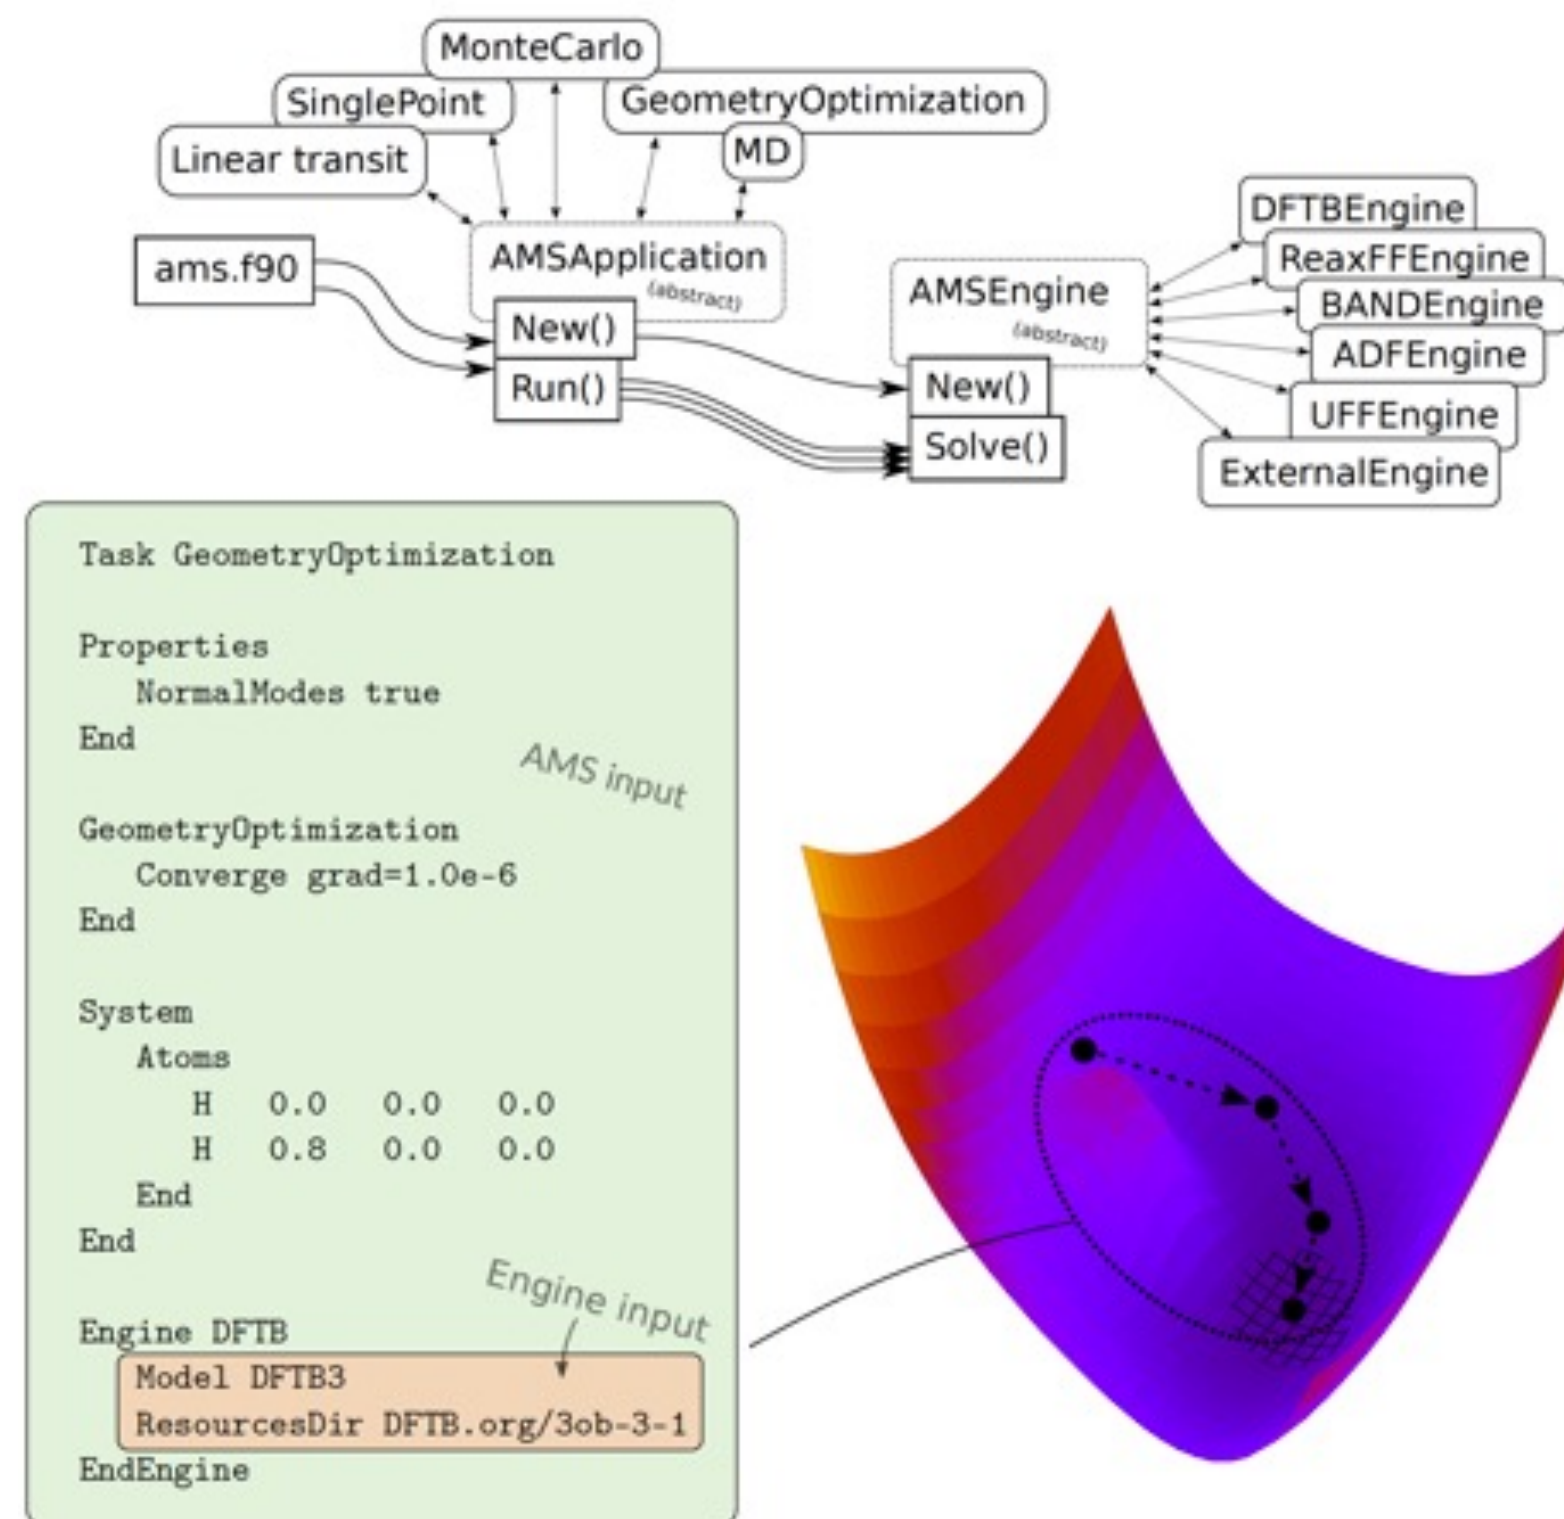 MonteCarlo
SinglePoint
GeometryOptimization
Linear transit
MD
ams.f90
AMSApplication
(abstract)
New()
Run()
AMSEngine
(abstract)
New()
Solve()
DFTBEngine
ReaxFFEngine
BANDEngine
ADFEngine
UFFEngine
ExternalEngine
Task GeometryOptimization
Properties
NormalModes true
End
AMS input
GeometryOptimization
Converge grad=1.0e-6
End
System
Atoms
H 0.0 0.0 0.0
H 0.8 0.0 0.0
End
End
Engine input
Engine DFTB
Model DFTB3
ResourcesDir DFTB.org/3ob-3-1
EndEngine